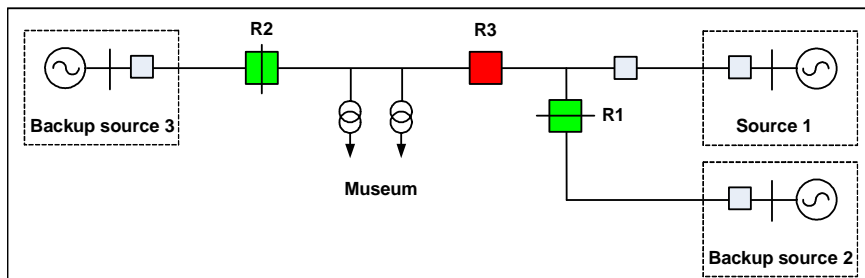 R2
R3
R1
Backup source 3
Source 1
Museum
Backup source 2